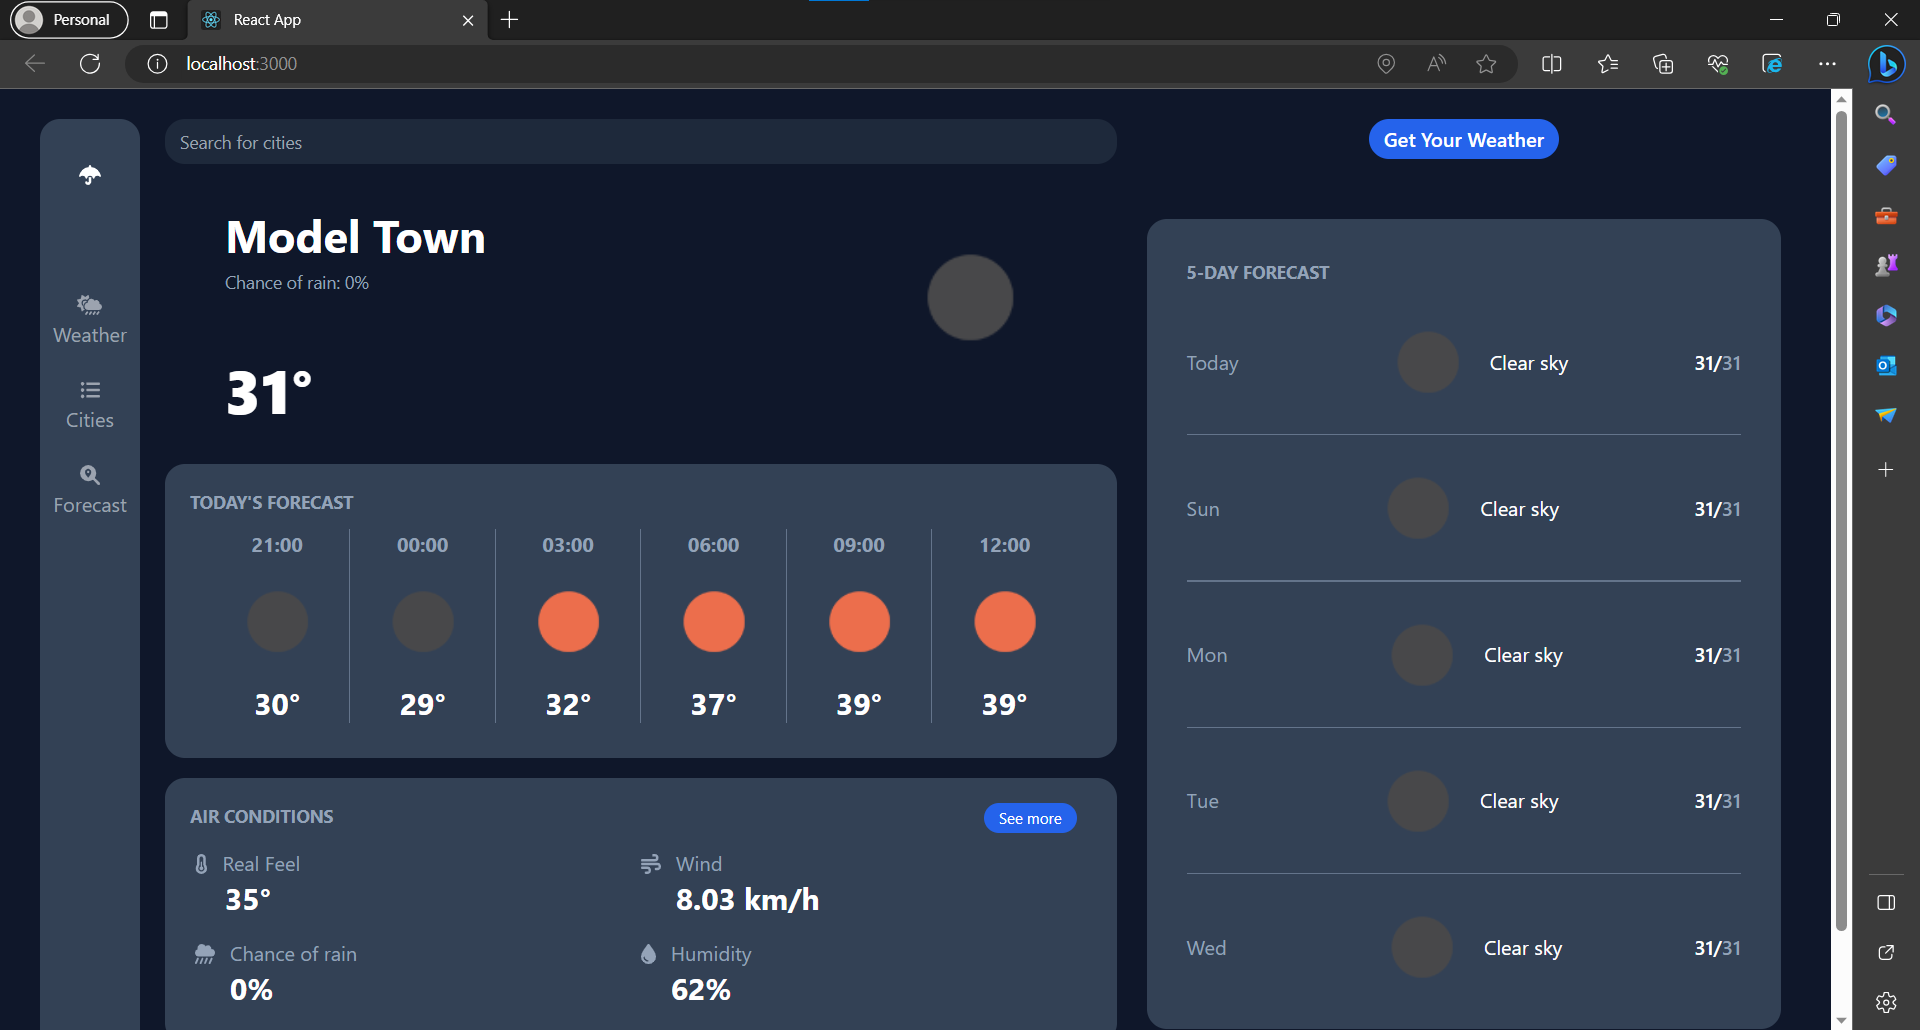 Personal
React App
localhost:3000
Search for cities
Get Your Weather
Weather
Cities
Forecast
Model Town
Chance of rain: 0%
31°
TODAY'S FORECAST
21:00 00:00 03:00 06:00 09:00 12:00
30° 29° 32° 37° 39° 39°
AIR CONDITIONS
See more
Real Feel
35°
Wind
8.03 km/h
Chance of rain
0%
Humidity
62%
5-DAY FORECAST
Today Clear sky 31/31
Sun Clear sky 31/31
Mon Clear sky 31/31
Tue Clear sky 31/31
Wed Clear sky 31/31